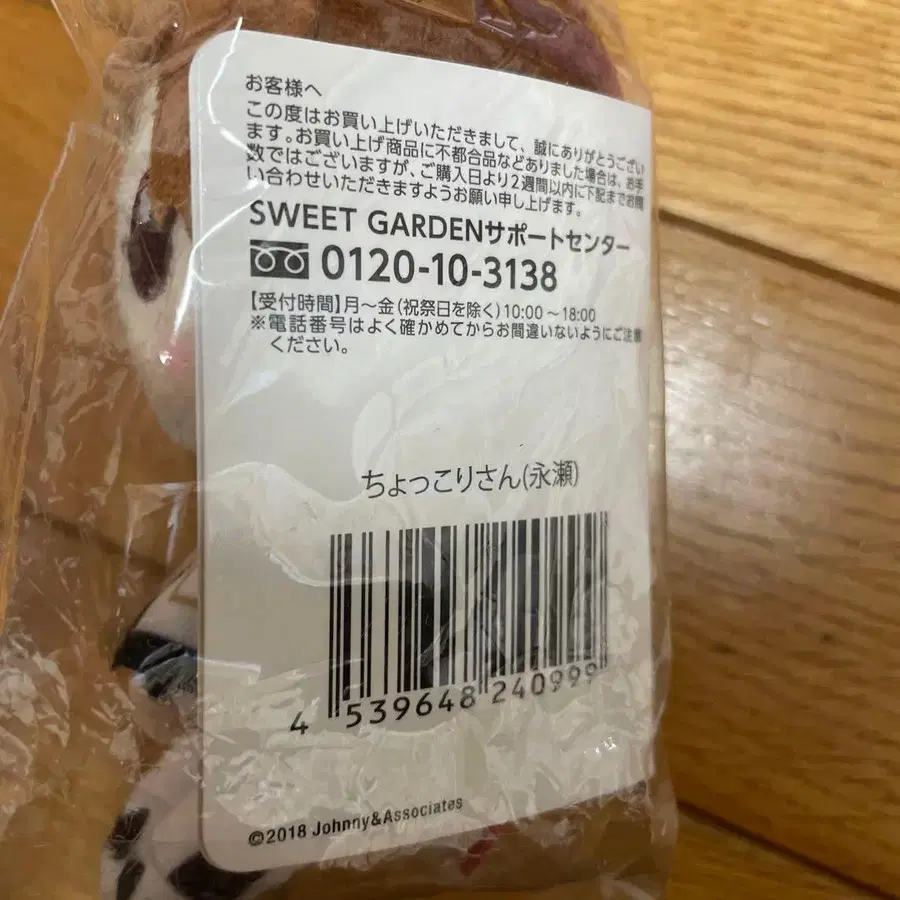 お客様へ
この度はお買い上げいただきまして、誠にありがとうござい
ます。お買い上げ商品に不都合品などありました場合は、お手
数ではございますが、ご購入日より2週間以内に下記までお問
い合わせいただきますようお願い申し上げます。
SWEET GARDENサポートセンター
0120-10-3138
【受付時間】月～金(祝祭日を除く)10:00～18:00
※電話番号はよく確かめてからお間違いないようにご注意
ください。
ちょっこりさん(永瀬)
4 539648 240999
©2018 Johnny&Associates